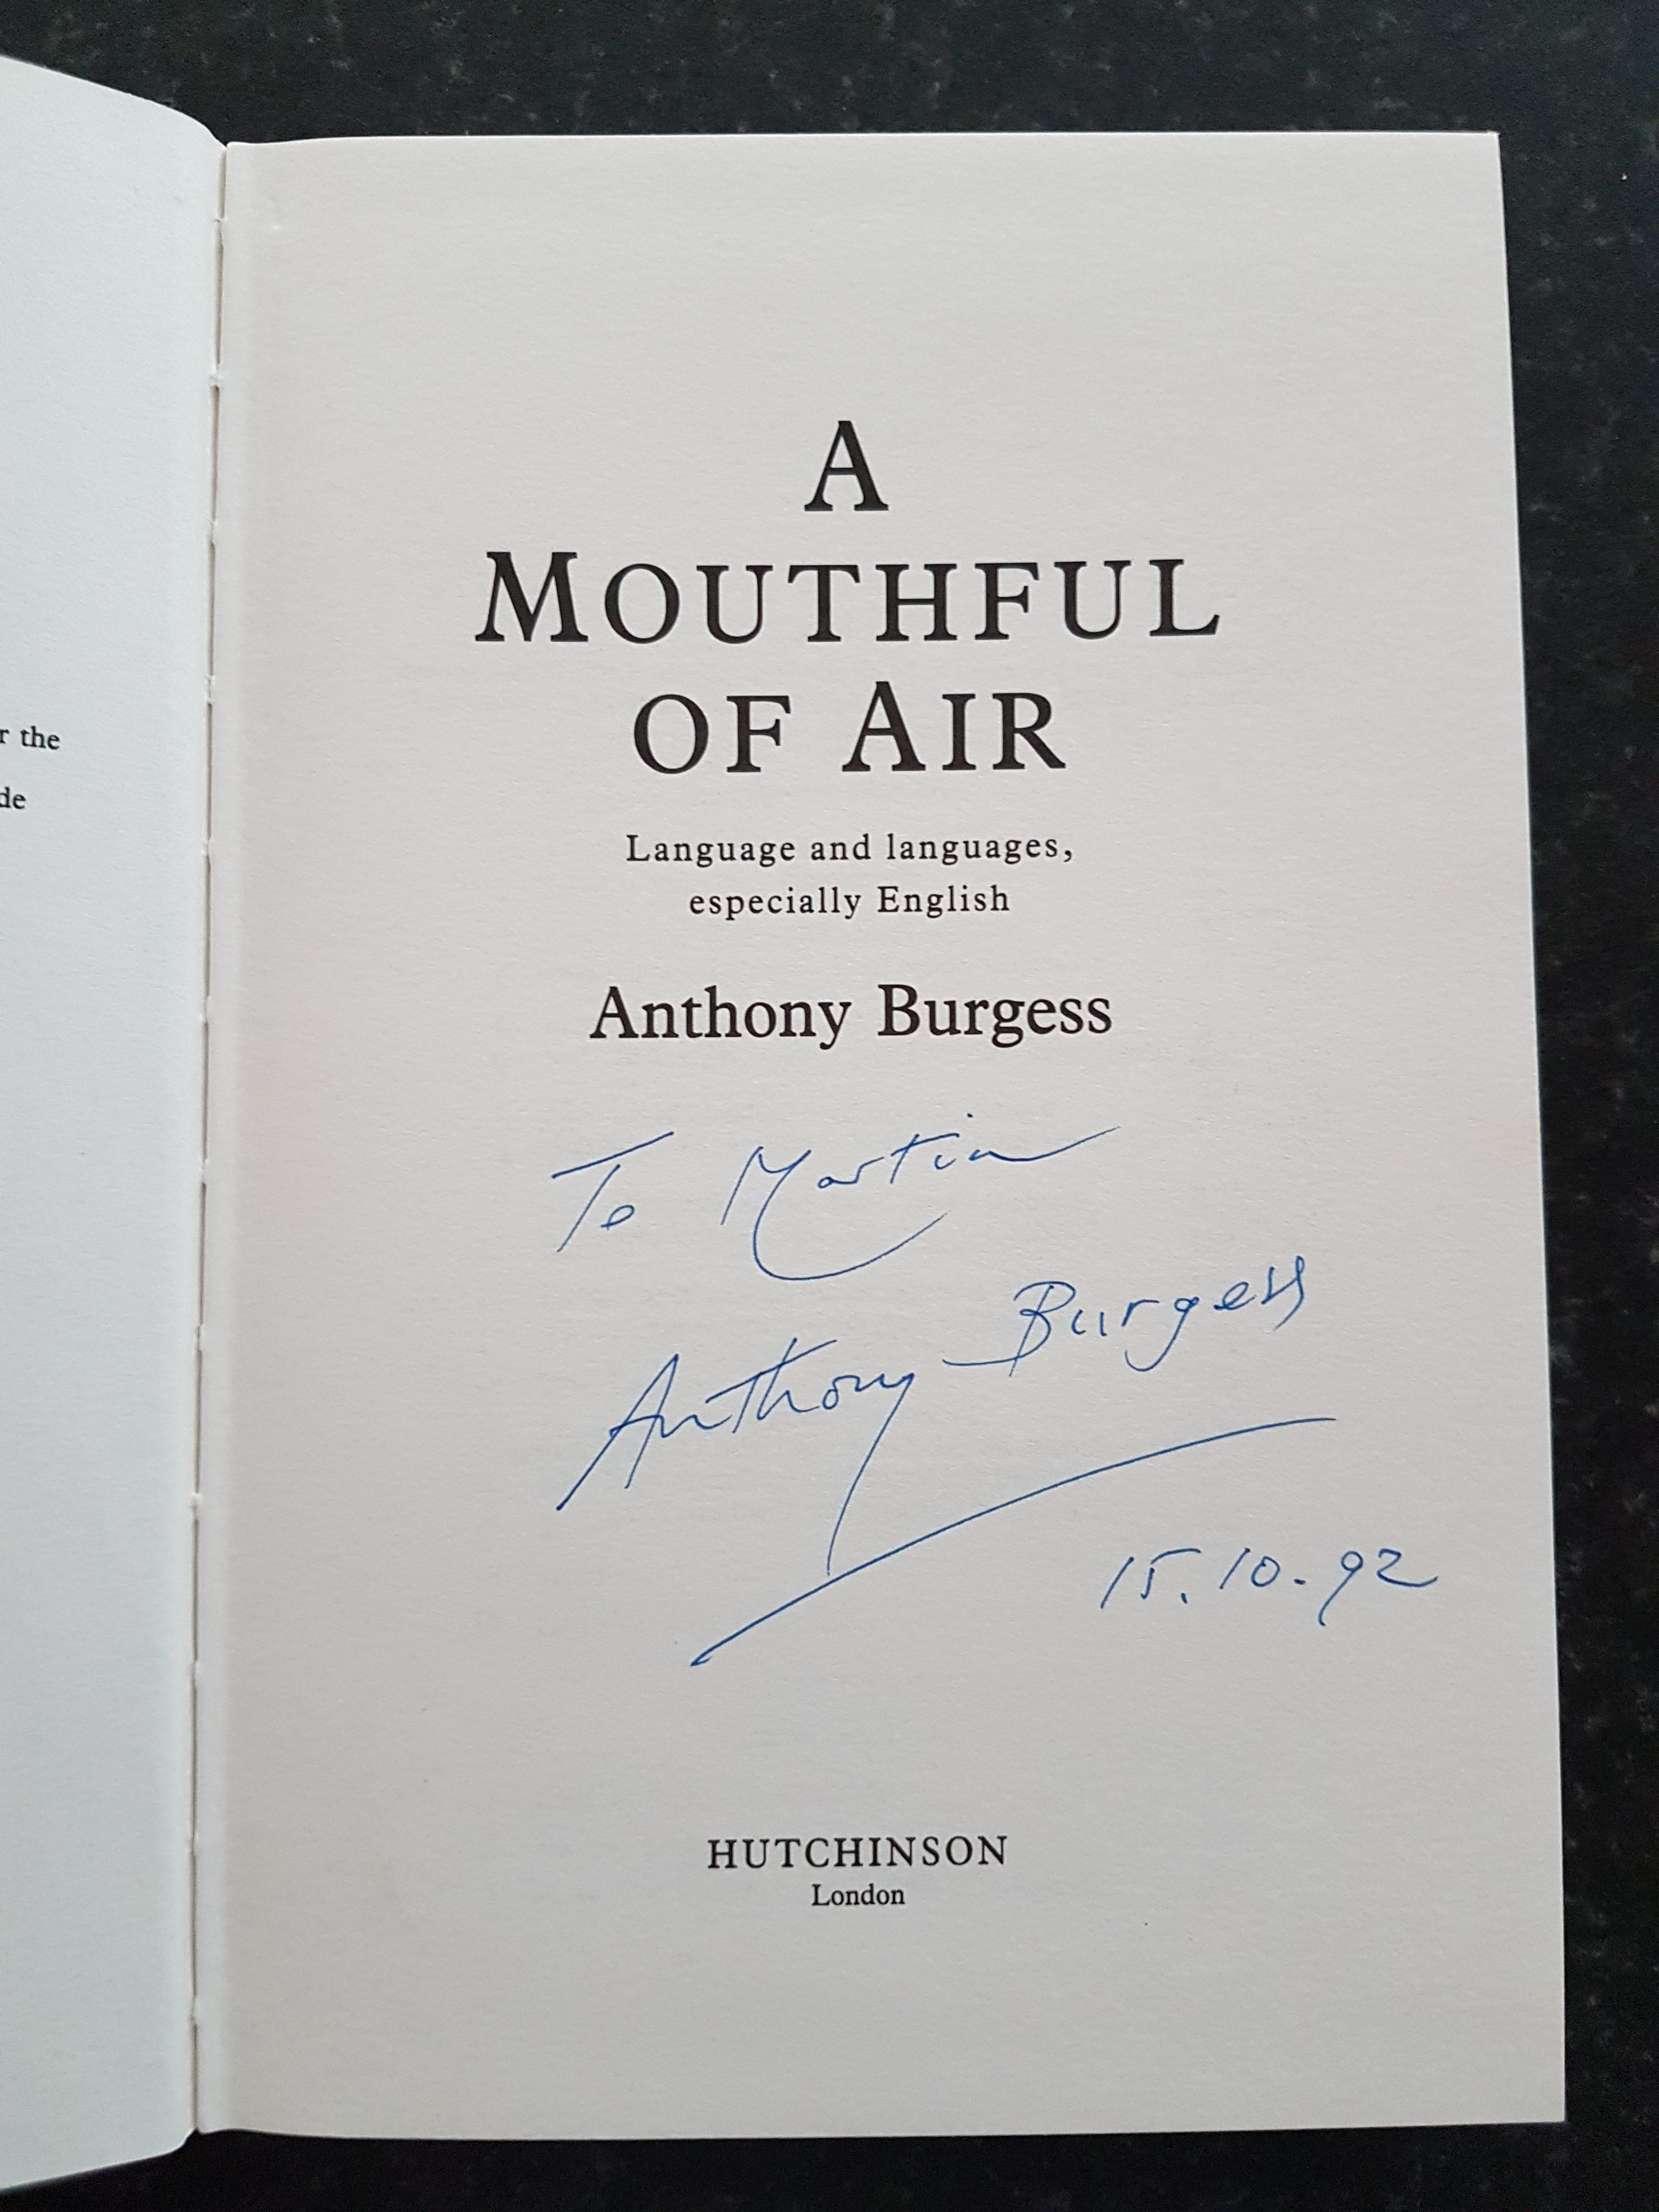 r the
de
A
MOUTHFUL
OF AIR
Language and languages,
especially English
Anthony Burgess
To Martin
Anthony Burgess
15.10.92
HUTCHINSON
London